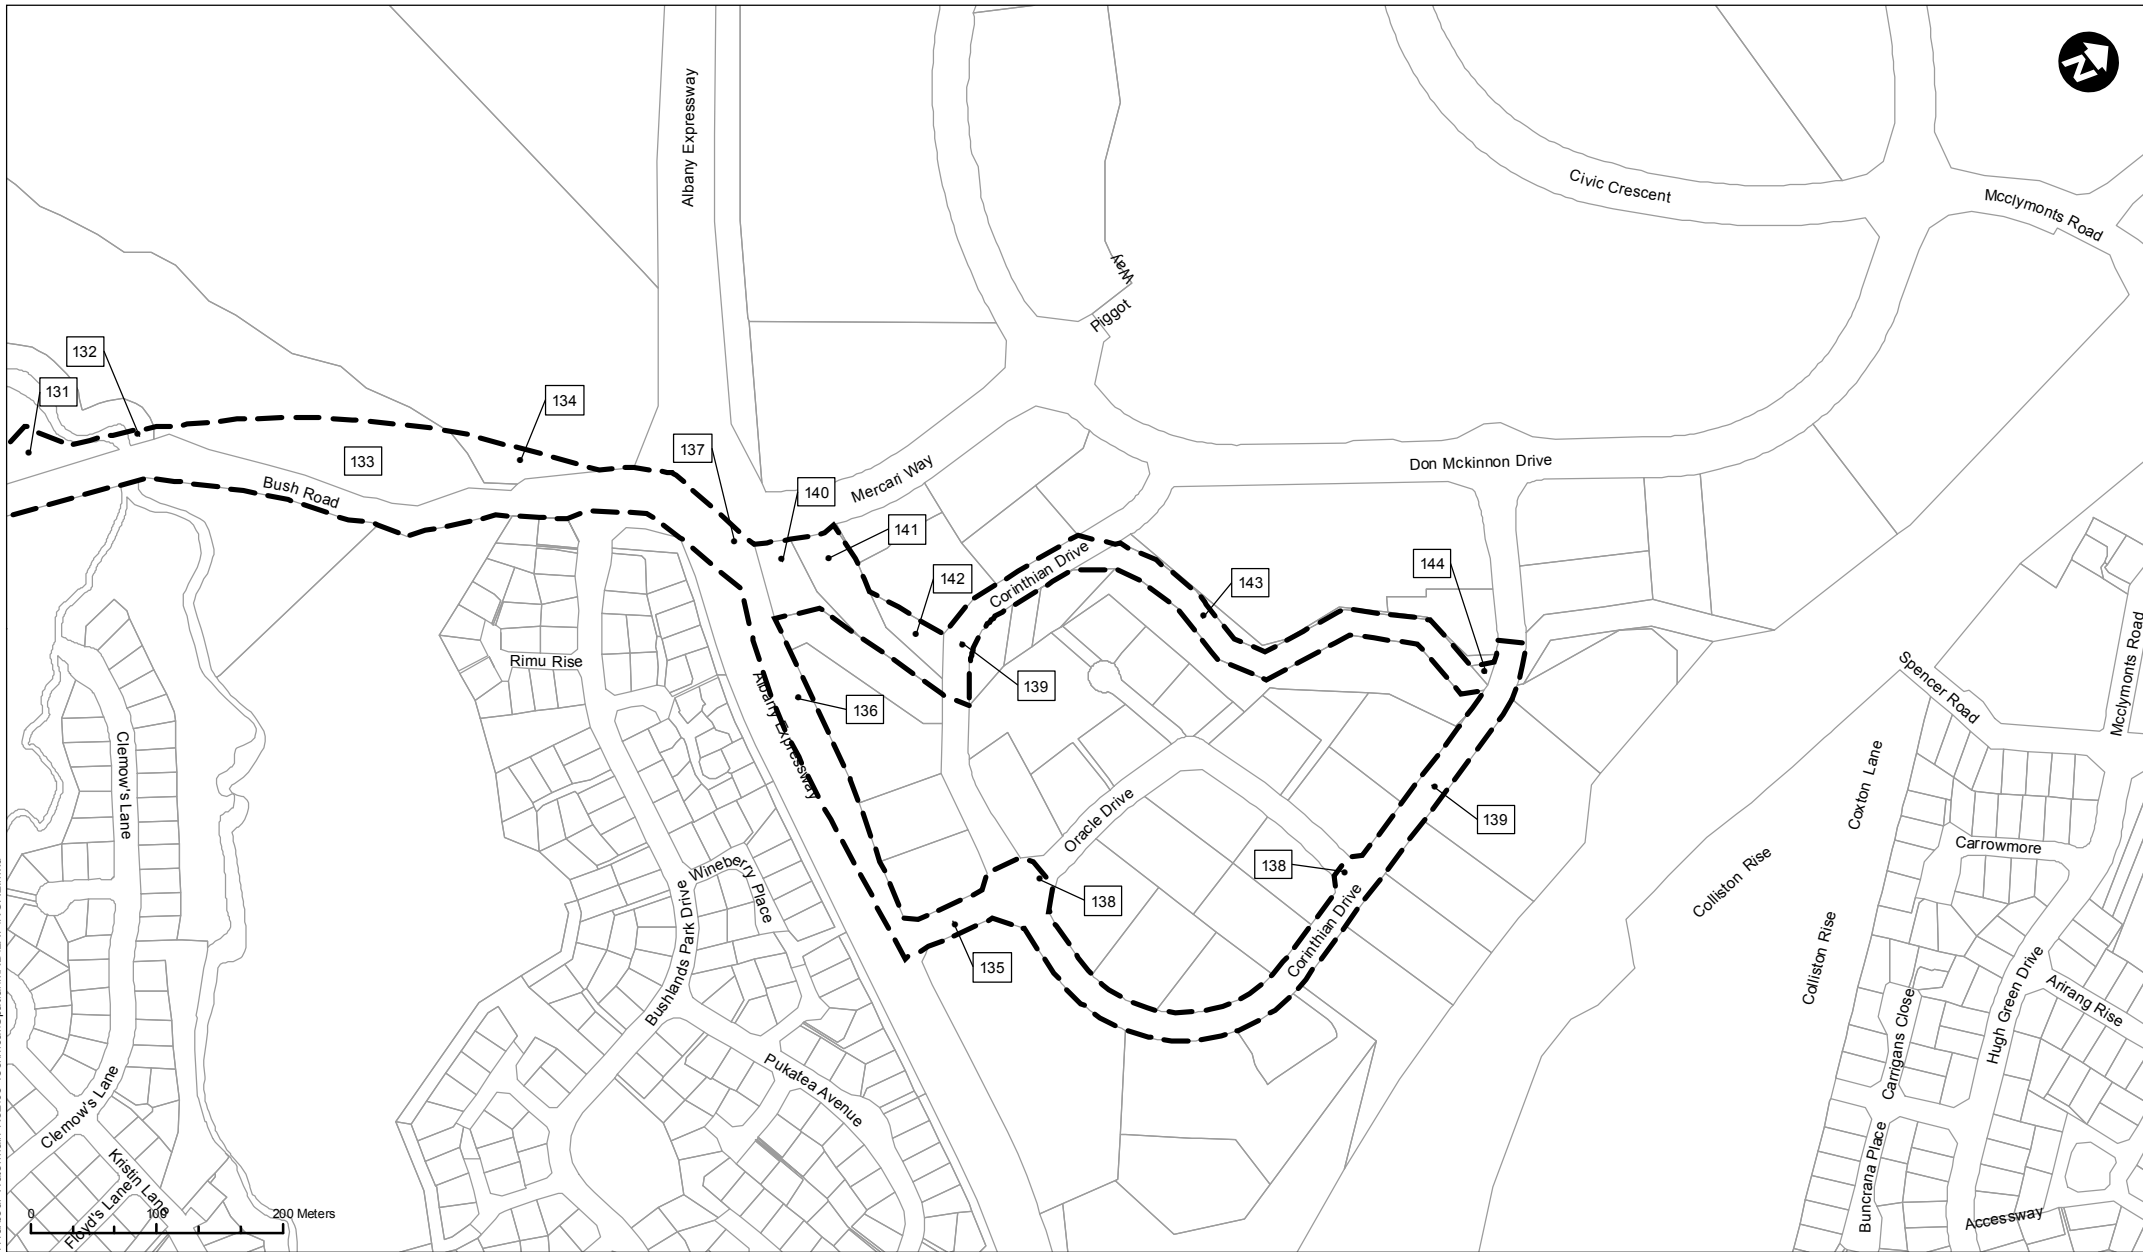 Albany Expressway
N
Civic Crescent
Mcclymonts Road
Way
Piggot
132
131
134
133
137
140
141
142
Bush Road
Mercari Way
Don Mckinnon Drive
Corinthian Drive
143
144
139
136
Rimu Rise
Albany Expressway
Clemow's Lane
Spencer Road
Mcclymonts Road
Coxton Lane
Oracle Drive
139
138
138
135
Corinthian Drive
Carrowmore
Colliston Rise
Colliston Rise
Wineberry Place
Bushlands Park Drive
Pukatea Avenue
Hugh Green Drive
Arirang Rise
Carrigans Close
Buncrana Place
Accessway
Clemow's Lane
Kristin Lane
Floyd's Lane
0 100 200 Meters